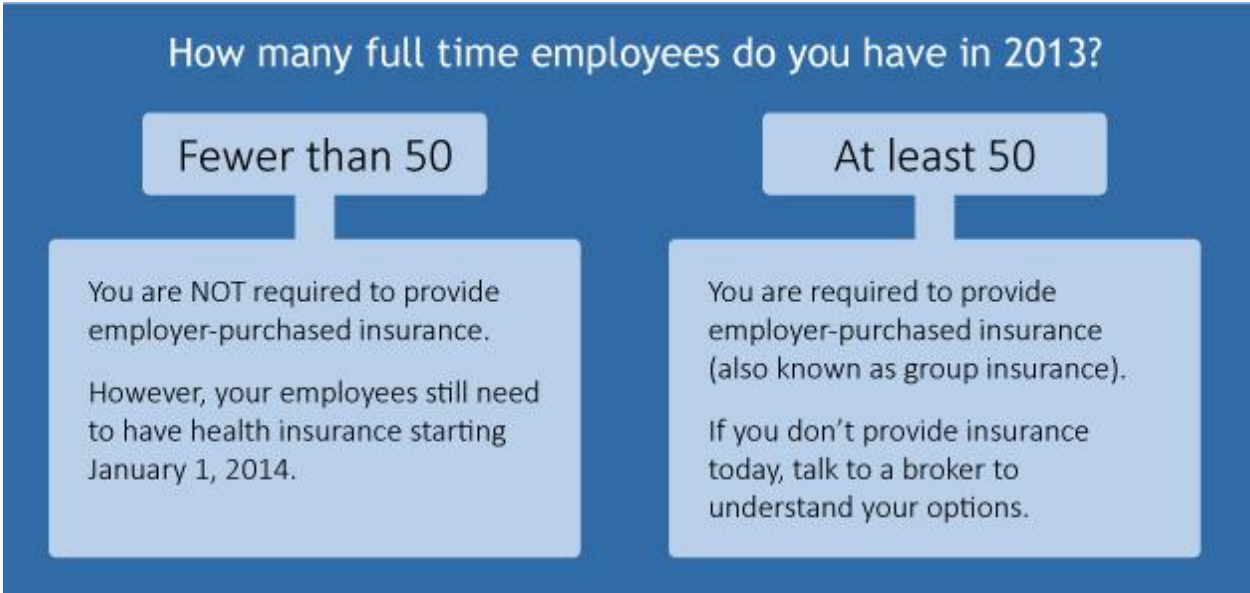 How many full time employees do you have in 2013?
Fewer than 50
You are NOT required to provide
employer-purchased insurance.
However, your employees still need
to have health insurance starting
January 1, 2014.
At least 50
You are required to provide
employer-purchased insurance
(also known as group insurance).
If you don’t provide insurance
today, talk to a broker to
understand your options.